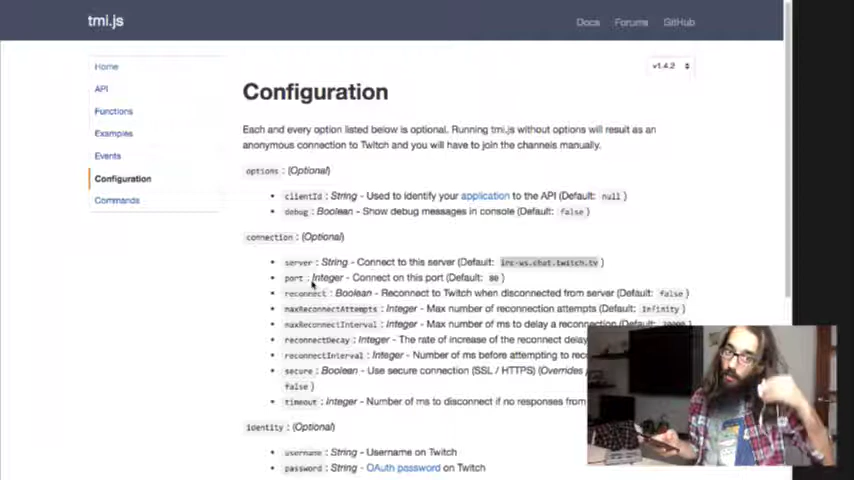 tmi.js
Docs Forums GitHub
Home
API
Functions
Examples
Events
Configuration
Commands
v1.4.2
Configuration
Each and every option listed below is optional. Running tmi.js without options will result as an
anonymous connection to Twitch and you will have to join the channels manually.
options : (Optional)
clientId : String - Used to identify your application to the API (Default: null )
debug : Boolean - Show debug messages in console (Default: false )
connection : (Optional)
server : String - Connect to this server (Default: irc-ws.chat.twitch.tv )
port : Integer - Connect on this port (Default: 80 )
reconnect : Boolean - Reconnect to Twitch when disconnected from server (Default: false )
maxReconnectAttempts : Integer - Max number of reconnection attempts (Default: Infinity )
maxReconnectInterval : Integer - Max number of ms to delay a reconnection (Default:
reconnectDecay : Integer - The rate of increase of the reconnect delay
reconnectInterval : Integer - Number of ms before attempting to
secure : Boolean - Use secure connection (SSL / HTTPS) (Overrides
false )
timeout : Integer - Number of ms to disconnect if no responses from
identity : (Optional)
username : String - Username on Twitch
password : String - OAuth password on Twitch